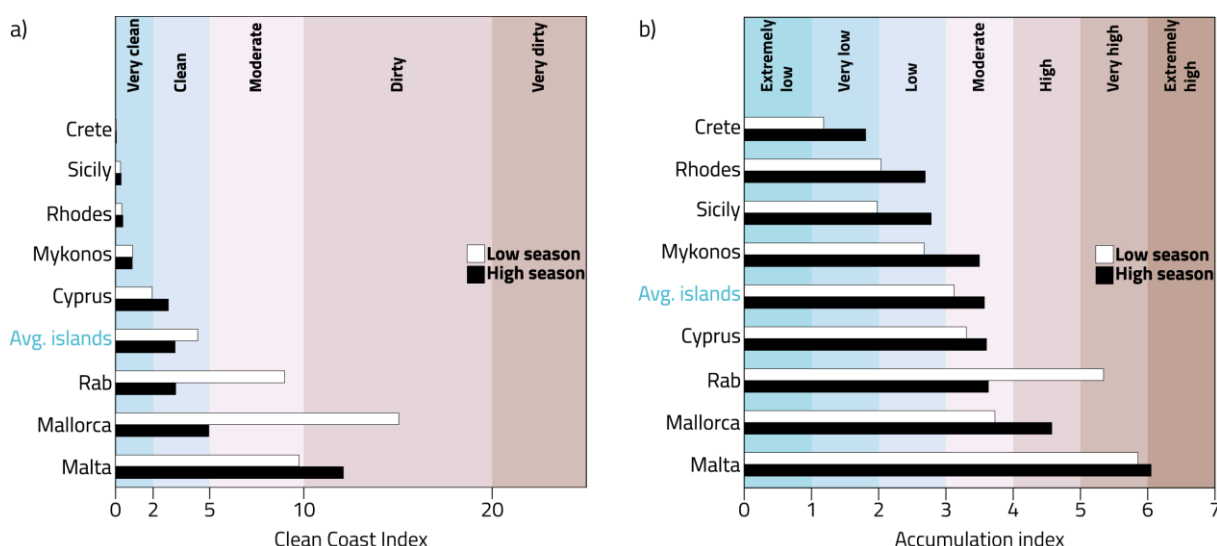 a)
Very clean
Clean
Moderate
Dirty
Very dirty
Crete
Sicily
Rhodes
Mykonos
Cyprus
Avg. islands
Rab
Mallorca
Malta
Low season
High season
0 2 5 10 20
Clean Coast Index
b)
Extremely
low
Very low
Low
Moderate
High
Very high
Extremely
high
Crete
Rhodes
Sicily
Mykonos
Avg. islands
Cyprus
Rab
Mallorca
Malta
Low season
High season
0 1 2 3 4 5 6 7
Accumulation index